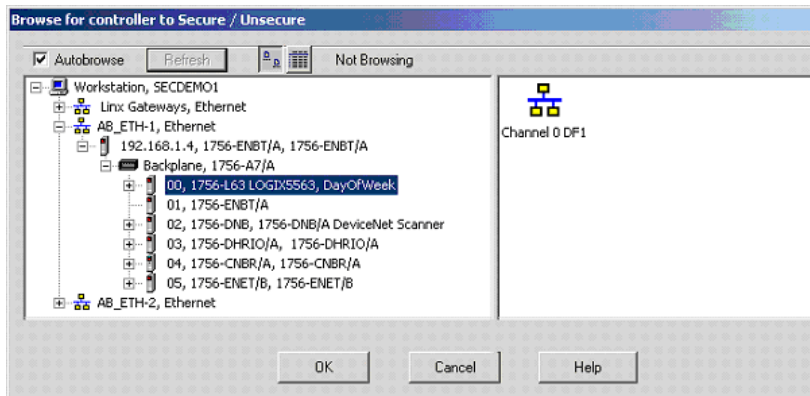 Browse for controller to Secure / Unsecure
Autobrowse Refresh Not Browsing
Workstation, SECDEMO1
Linx Gateways, Ethernet
AB_ETH-1, Ethernet
192.168.1.4, 1756-ENBT/A, 1756-ENBT/A
Backplane, 1756-A7/A
00, 1756-L63 LOGIX5563, DayOfWeek
01, 1756-ENBT/A
02, 1756-DNB, 1756-DNB/A DeviceNet Scanner
03, 1756-DHRIO/A, 1756-DHRIO/A
04, 1756-CNBR/A, 1756-CNBR/A
05, 1756-ENET/B, 1756-ENET/B
AB_ETH-2, Ethernet
Channel 0 DF1
OK Cancel Help